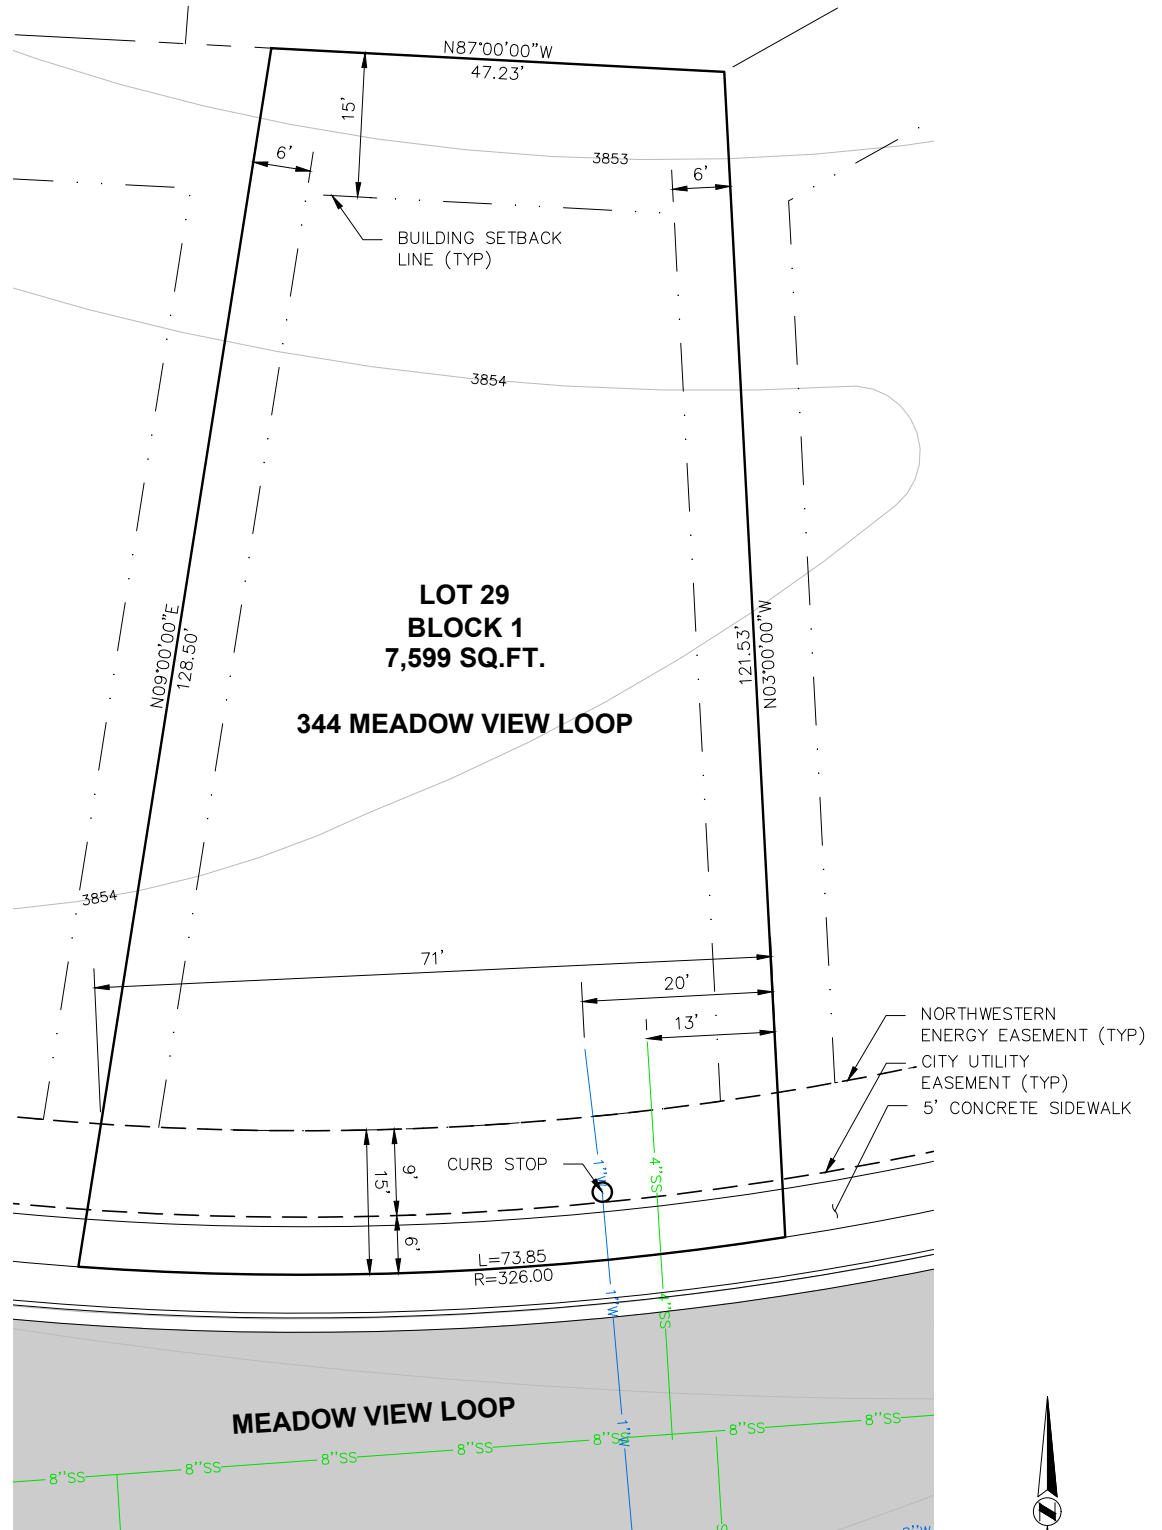 N87°00'00"W
47.23'
15'
6'
3853
6'
BUILDING SETBACK
LINE (TYP)
3854
LOT 29
BLOCK 1
7,599 SQ.FT.
344 MEADOW VIEW LOOP
N09°00'00"E
128.50'
121.53'
N03°00'00"W
3854
71'
20'
13'
NORTHWESTERN
ENERGY EASEMENT (TYP)
CITY UTILITY
EASEMENT (TYP)
5' CONCRETE SIDEWALK
CURB STOP
1"W
4"SS
9'
15'
6'
L=73.85
R=326.00
1"W
4"SS
MEADOW VIEW LOOP
8"SS
8"SS
8"SS
8"SS
8"SS
1"W
8"SS
8"SS
N